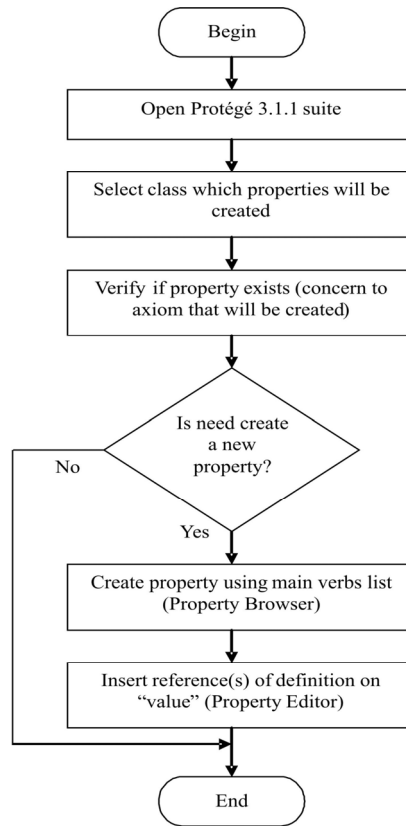 Begin
Open Protégé 3.1.1 suite
Select class which properties will be
created
Verify if property exists (concern to
axiom that will be created)
Is need create
a new
property?
No
Yes
Create property using main verbs list
(Property Browser)
Insert reference(s) of definition on
“value” (Property Editor)
End